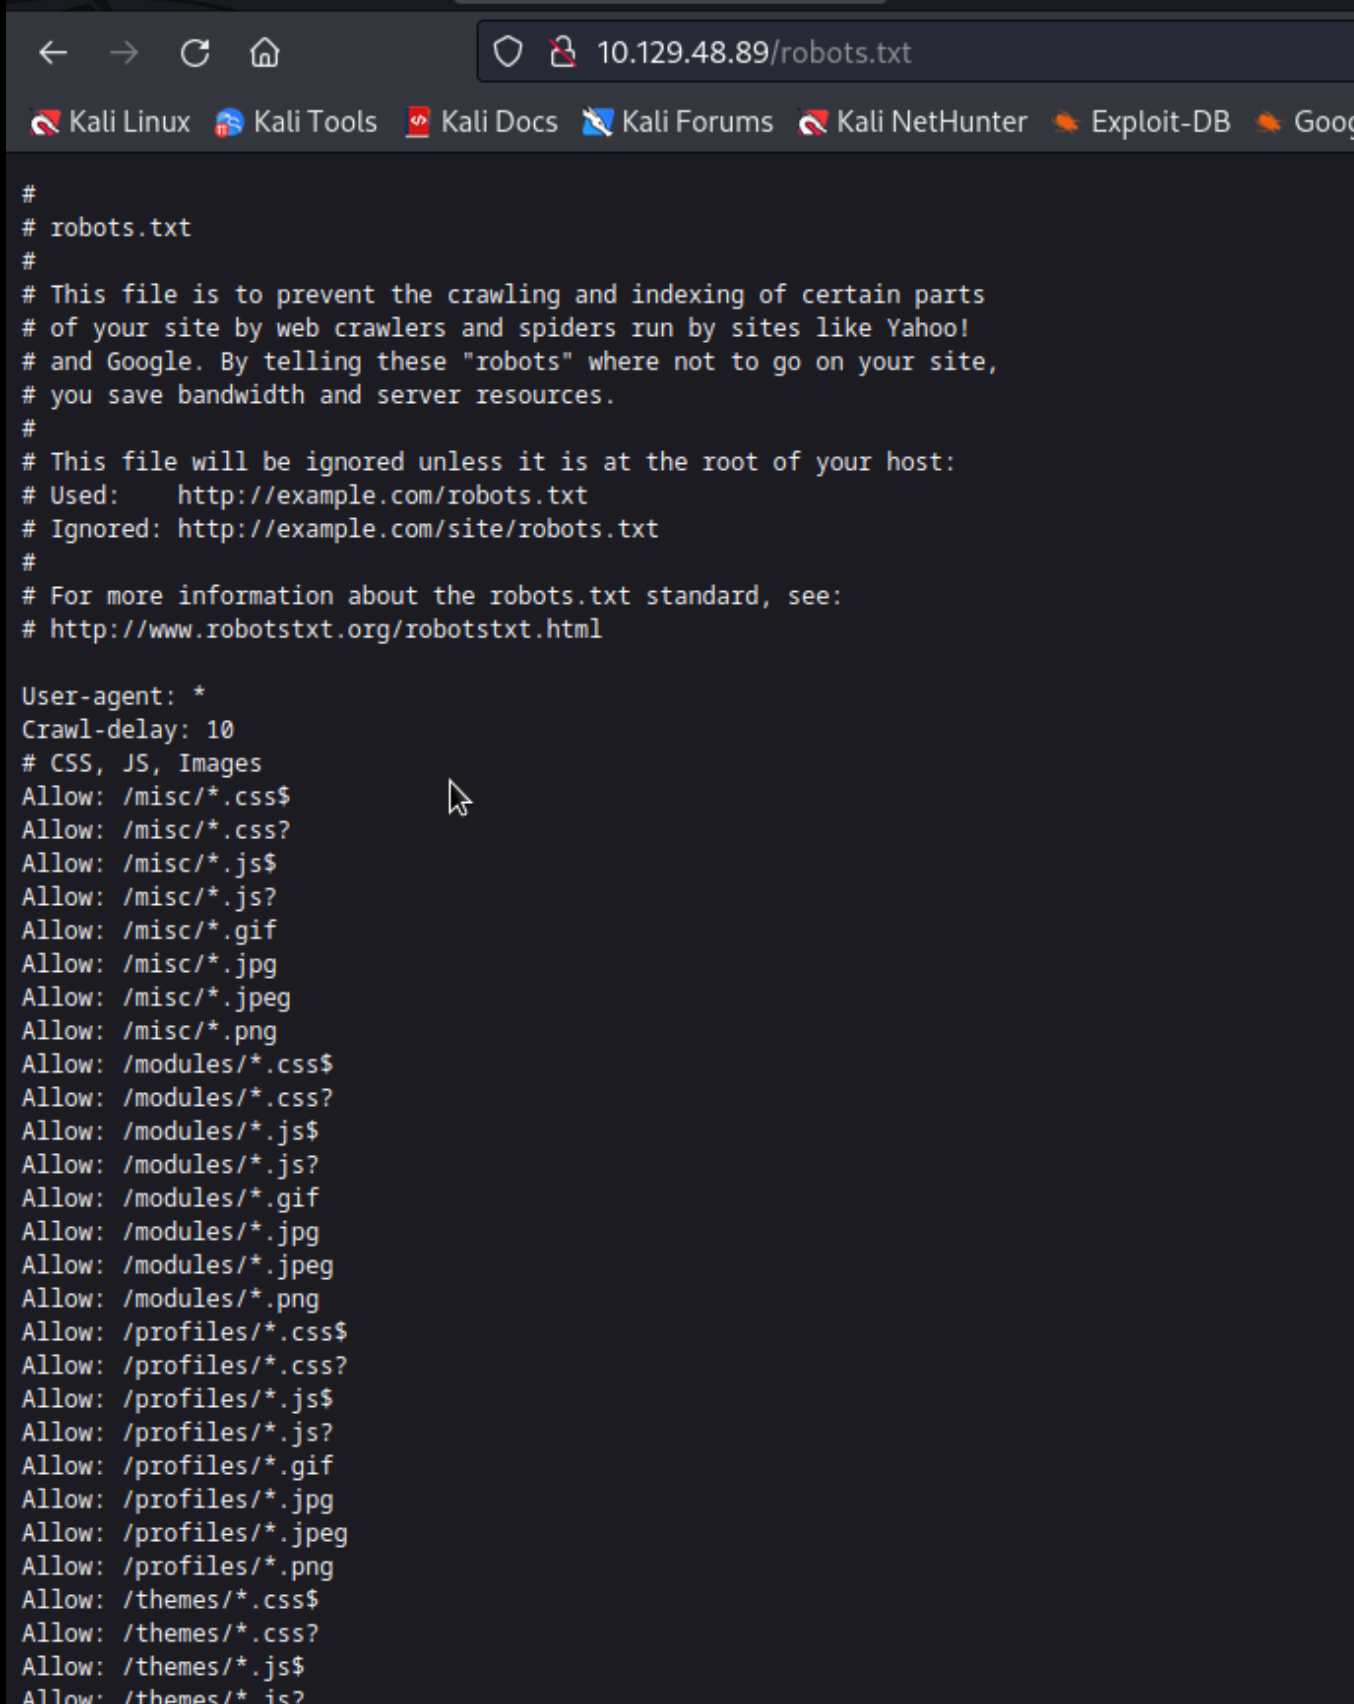 10.129.48.89/robots.txt
Kali Linux Kali Tools Kali Docs Kali Forums Kali NetHunter Exploit-DB Goog
#
# robots.txt
#
# This file is to prevent the crawling and indexing of certain parts
# of your site by web crawlers and spiders run by sites like Yahoo!
# and Google. By telling these "robots" where not to go on your site,
# you save bandwidth and server resources.
#
# This file will be ignored unless it is at the root of your host:
# Used:    http://example.com/robots.txt
# Ignored: http://example.com/site/robots.txt
#
# For more information about the robots.txt standard, see:
# http://www.robotstxt.org/robotstxt.html
User-agent: *
Crawl-delay: 10
# CSS, JS, Images
Allow: /misc/*.css$
Allow: /misc/*.css?
Allow: /misc/*.js$
Allow: /misc/*.js?
Allow: /misc/*.gif
Allow: /misc/*.jpg
Allow: /misc/*.jpeg
Allow: /misc/*.png
Allow: /modules/*.css$
Allow: /modules/*.css?
Allow: /modules/*.js$
Allow: /modules/*.js?
Allow: /modules/*.gif
Allow: /modules/*.jpg
Allow: /modules/*.jpeg
Allow: /modules/*.png
Allow: /profiles/*.css$
Allow: /profiles/*.css?
Allow: /profiles/*.js$
Allow: /profiles/*.js?
Allow: /profiles/*.gif
Allow: /profiles/*.jpg
Allow: /profiles/*.jpeg
Allow: /profiles/*.png
Allow: /themes/*.css$
Allow: /themes/*.css?
Allow: /themes/*.js$
Allow: /themes/*.js?